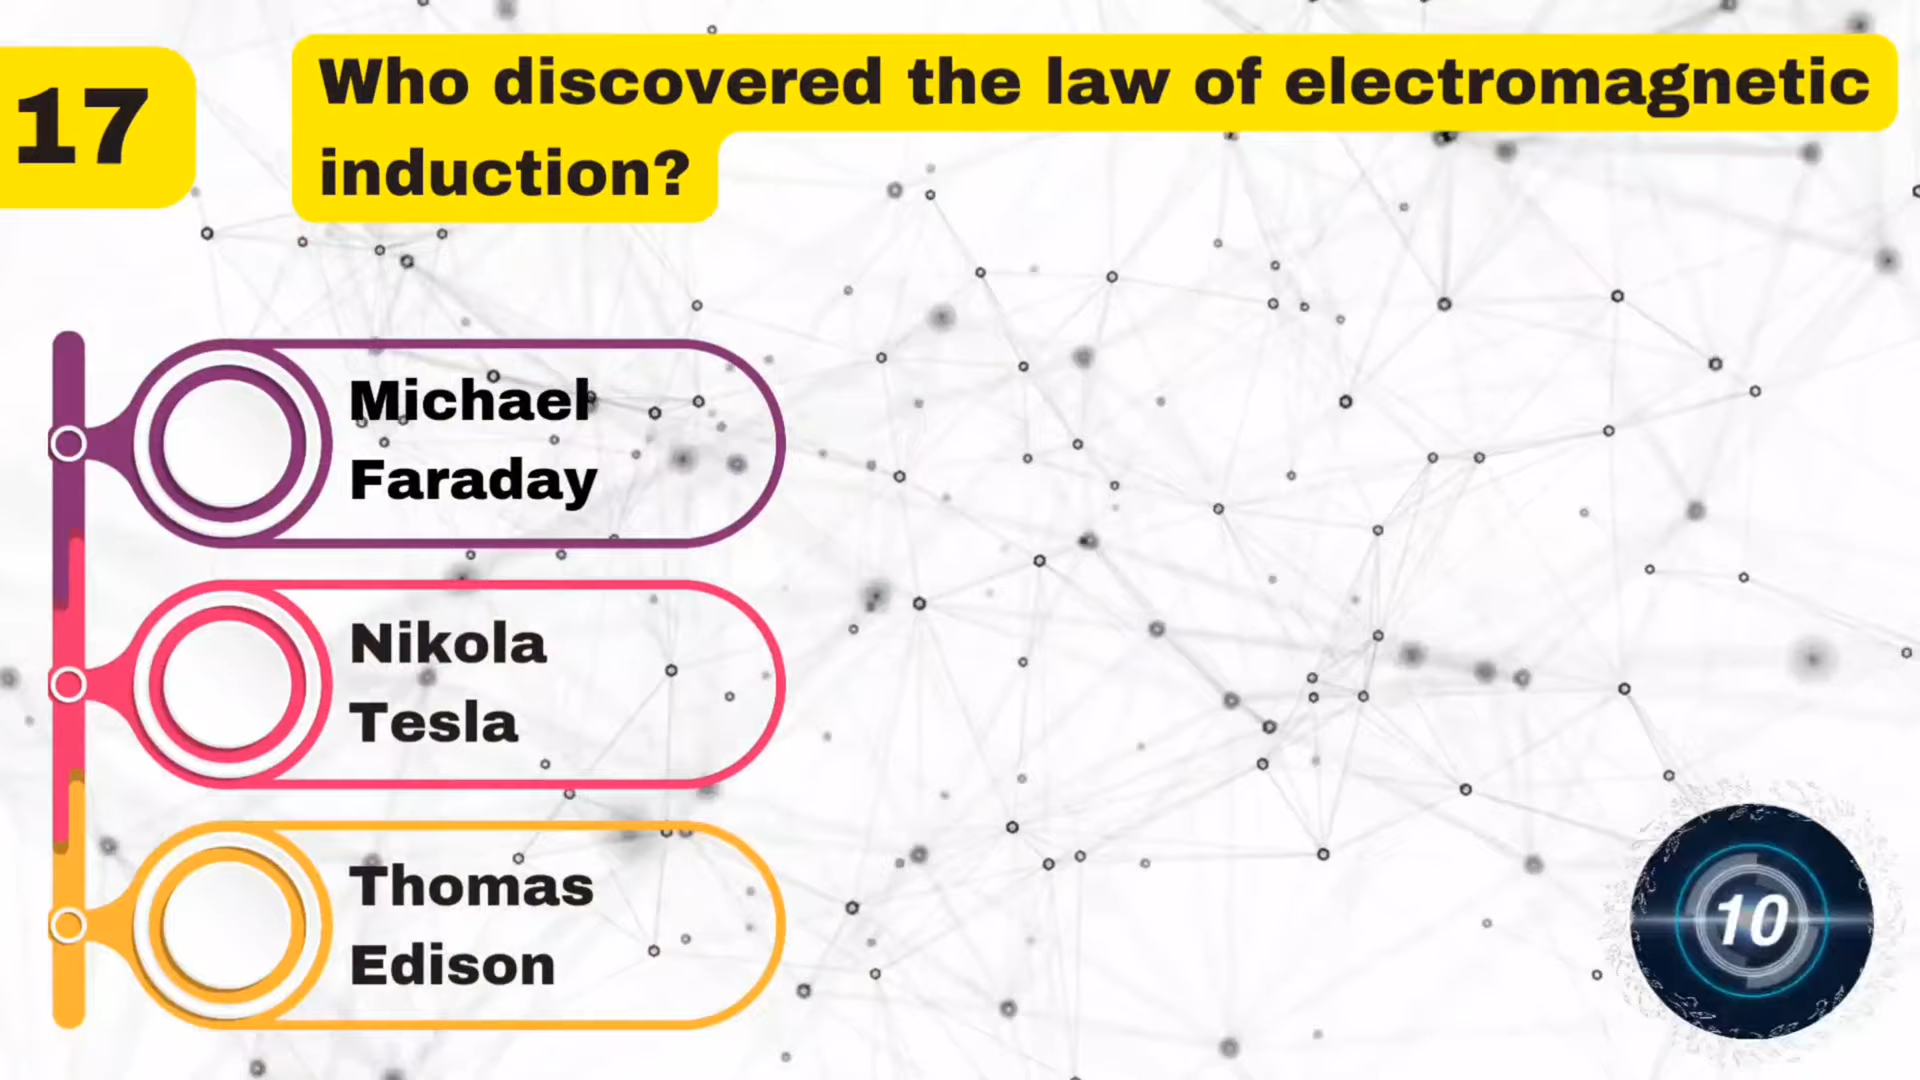 17
Who discovered the law of electromagnetic
induction?
Michael
Faraday
Nikola
Tesla
Thomas
Edison
10